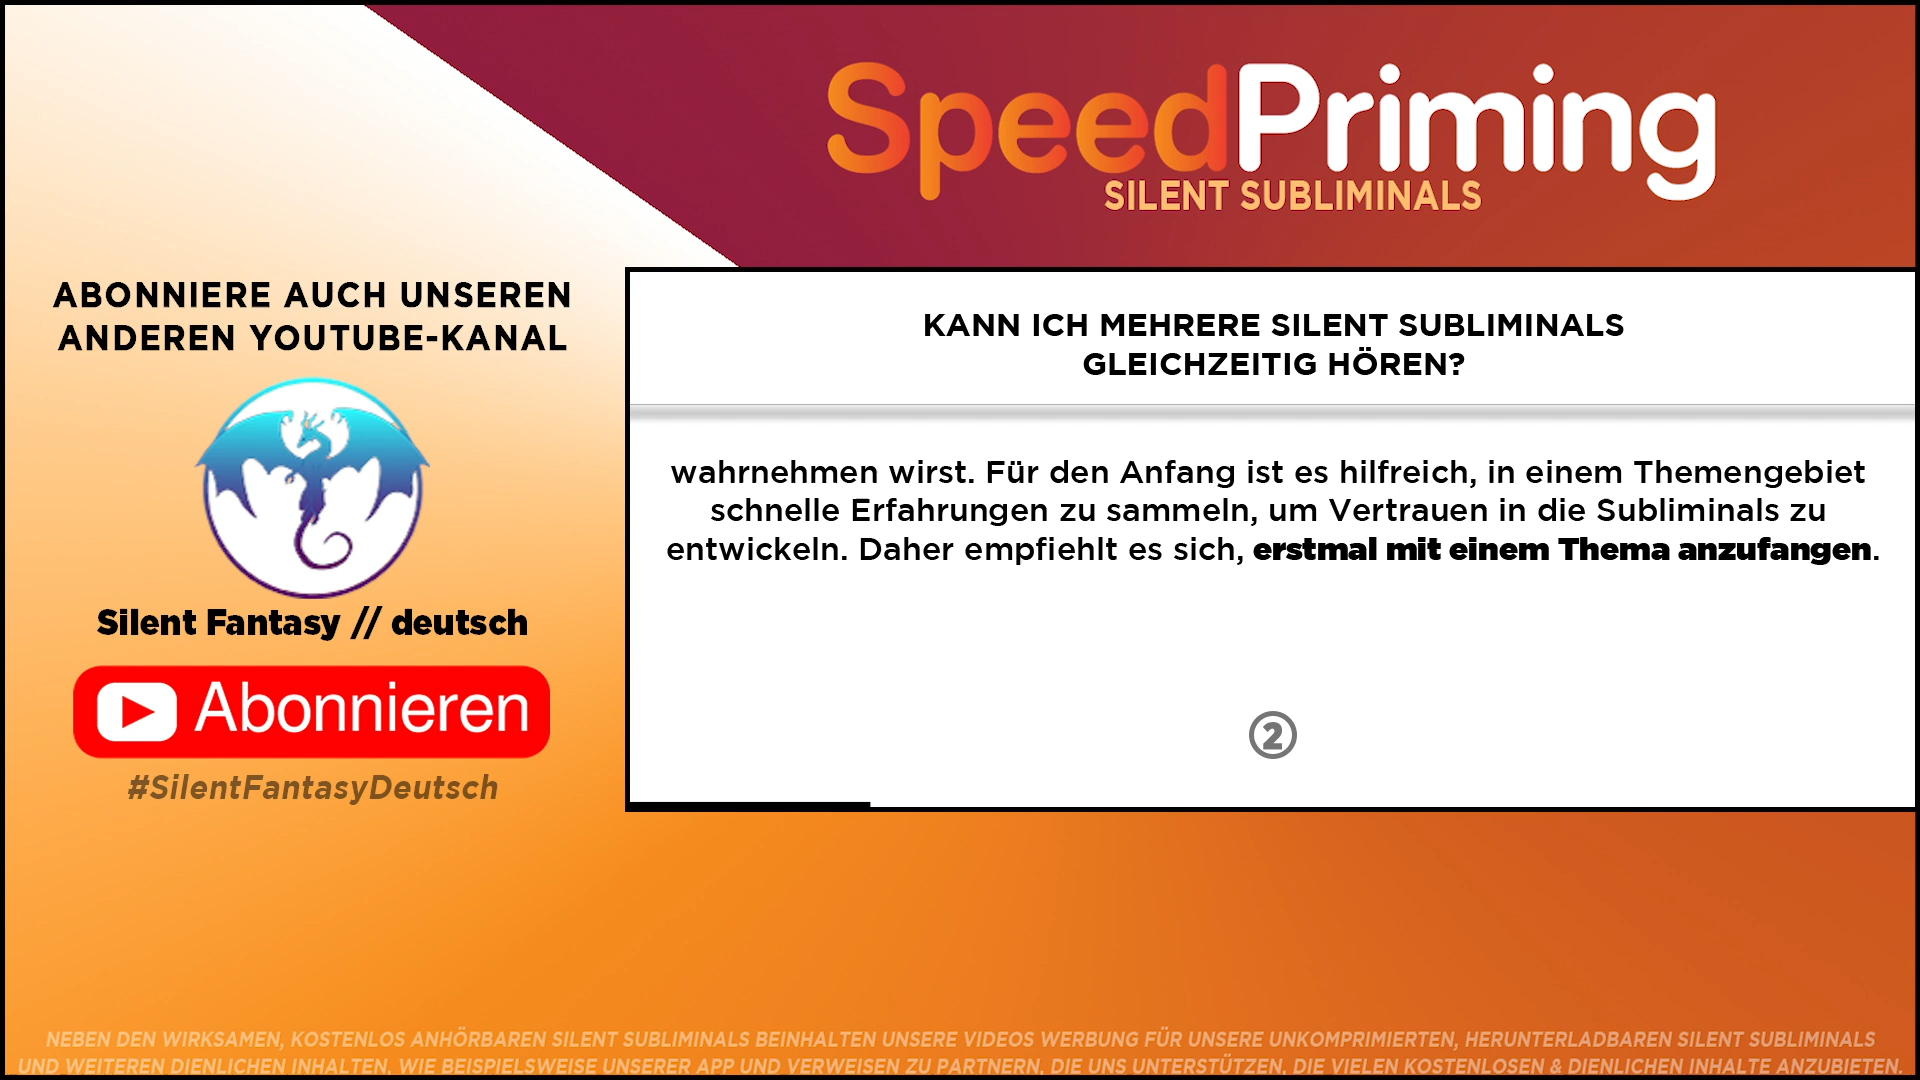 SpeedPriming
SILENT SUBLIMINALS
ABONNIERE AUCH UNSEREN
ANDEREN YOUTUBE-KANAL
Silent Fantasy // deutsch
Abonnieren
#SilentFantasyDeutsch
KANN ICH MEHRERE SILENT SUBLIMINALS
GLEICHZEITIG HÖREN?
wahrnehmen wirst. Für den Anfang ist es hilfreich, in einem Themengebiet
schnelle Erfahrungen zu sammeln, um Vertrauen in die Subliminals zu
entwickeln. Daher empfiehlt es sich, erstmal mit einem Thema anzufangen.
2
NEBEN DEN WIRKSAMEN, KOSTENLOS ANHÖRBAREN SILENT SUBLIMINALS BEINHALTEN UNSERE VIDEOS WERBUNG FÜR UNSERE UNKOMPRIMIERTEN, HERUNTERLADBAREN SILENT SUBLIMINALS
UND WEITEREN DIENLICHEN INHALTEN, WIE BEISPIELSWEISE UNSERER APP UND VERWEISEN ZU PARTNERN, DIE UNS UNTERSTÜTZEN, DIE VIELEN KOSTENLOSEN & DIENLICHEN INHALTE ANZUBIETEN.